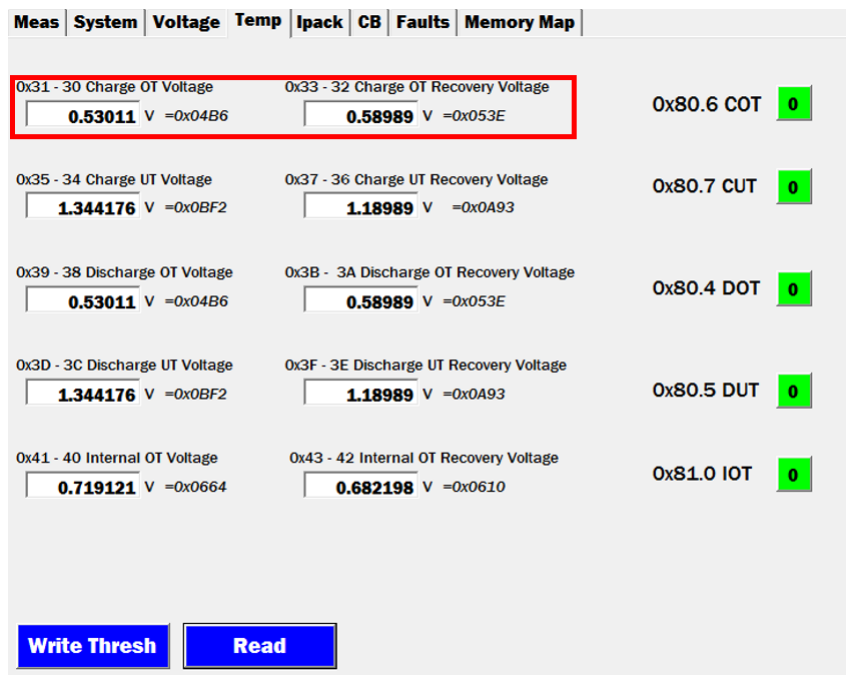 Meas System Voltage Temp Ipack CB Faults Memory Map
0x31 - 30 Charge OT Voltage 0x33 - 32 Charge OT Recovery Voltage
0.53011 V =0x04B6 0.58989 V =0x053E 0x80.6 COT 0
0x35 - 34 Charge UT Voltage 0x37 - 36 Charge UT Recovery Voltage
1.344176 V =0x0BF2 1.18989 V =0x0A93 0x80.7 CUT 0
0x39 - 38 Discharge OT Voltage 0x3B - 3A Discharge OT Recovery Voltage
0.53011 V =0x04B6 0.58989 V =0x053E 0x80.4 DOT 0
0x3D - 3C Discharge UT Voltage 0x3F - 3E Discharge UT Recovery Voltage
1.344176 V =0x0BF2 1.18989 V =0x0A93 0x80.5 DUT 0
0x41 - 40 Internal OT Voltage 0x43 - 42 Internal OT Recovery Voltage
0.719121 V =0x0664 0.682198 V =0x0610 0x81.0 IOT 0
Write Thresh Read